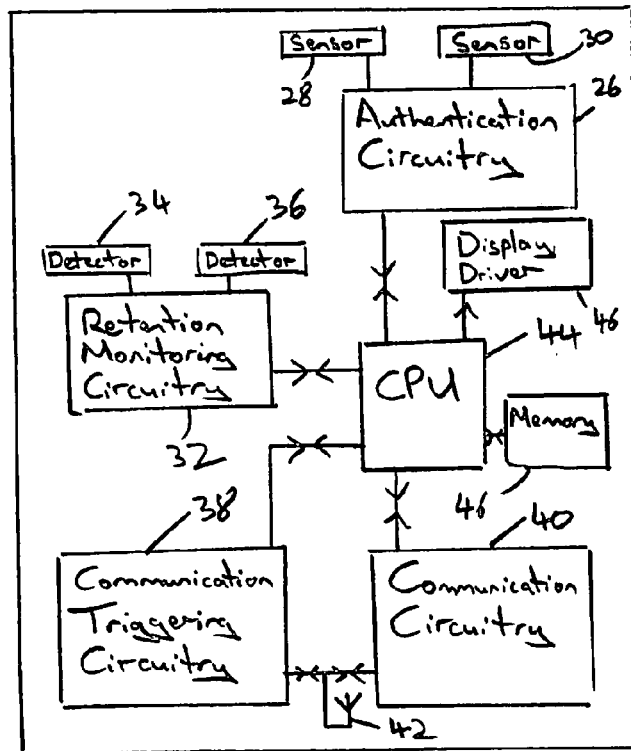 Sensor
Sensor
30
28
26
Authentication
Circuitry
34
36
Detector
Detector
Display
Driver
46
Retention
Monitoring
Circuitry
44
CPU
32
Memory
46
38
40
Communication
Triggering
Circuitry
Communication
Circuitry
42